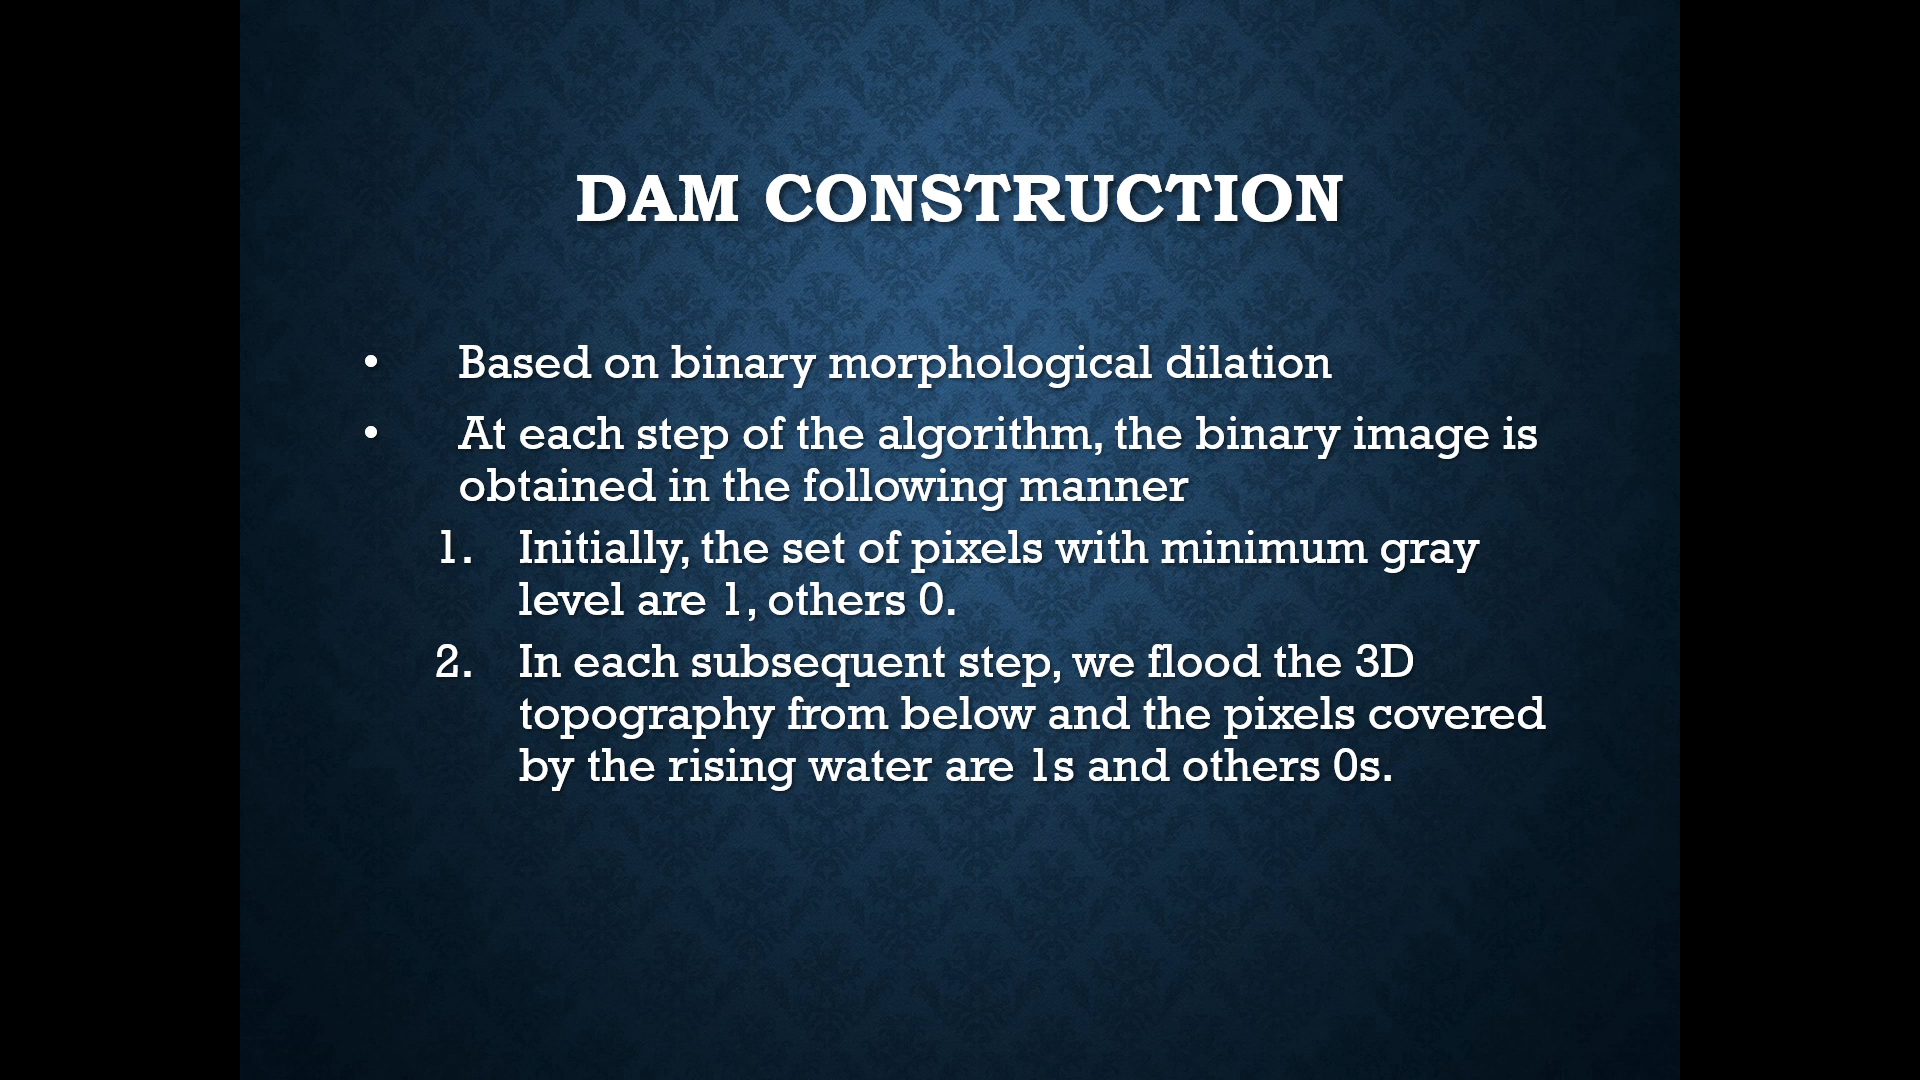 DAM CONSTRUCTION
• Based on binary morphological dilation
• At each step of the algorithm, the binary image is
obtained in the following manner
1. Initially, the set of pixels with minimum gray
level are 1, others 0.
2. In each subsequent step, we flood the 3D
topography from below and the pixels covered
by the rising water are 1s and others 0s.